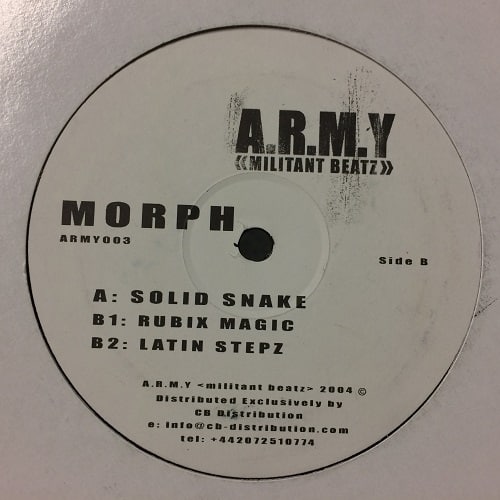 A.R.M.Y
«MILITANT BEATZ»
MORPH
ARMY003
Side B
A: SOLID SNAKE
B1: RUBIX MAGIC
B2: LATIN STEPZ
A.R.M.Y <militant beatz> 2004 ©
Distributed Exclusively by
CB Distribution
e: info@cb-distribution.com
tel: +442072510774